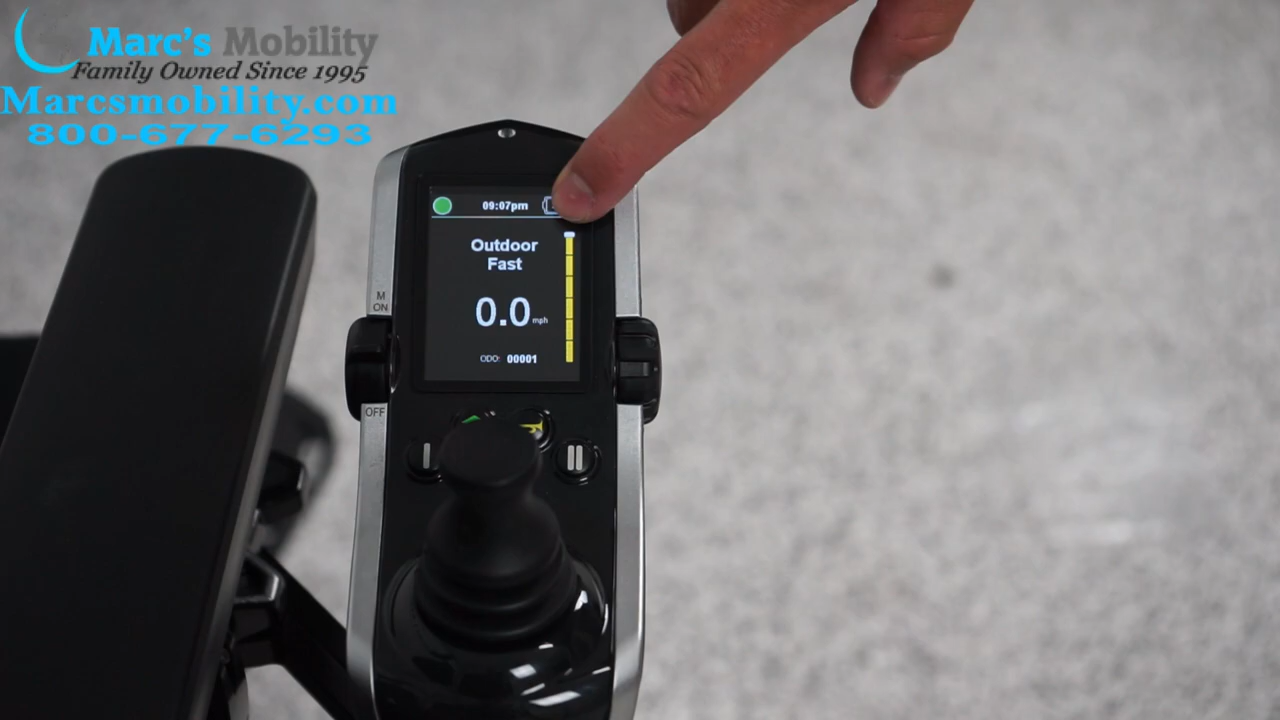 Marc's Mobility
Family Owned Since 1995
Marcsmobility.com
800-677-6293
09:07pm
Outdoor
Fast
0.0 mph
ODO: 00001
M
ON
OFF